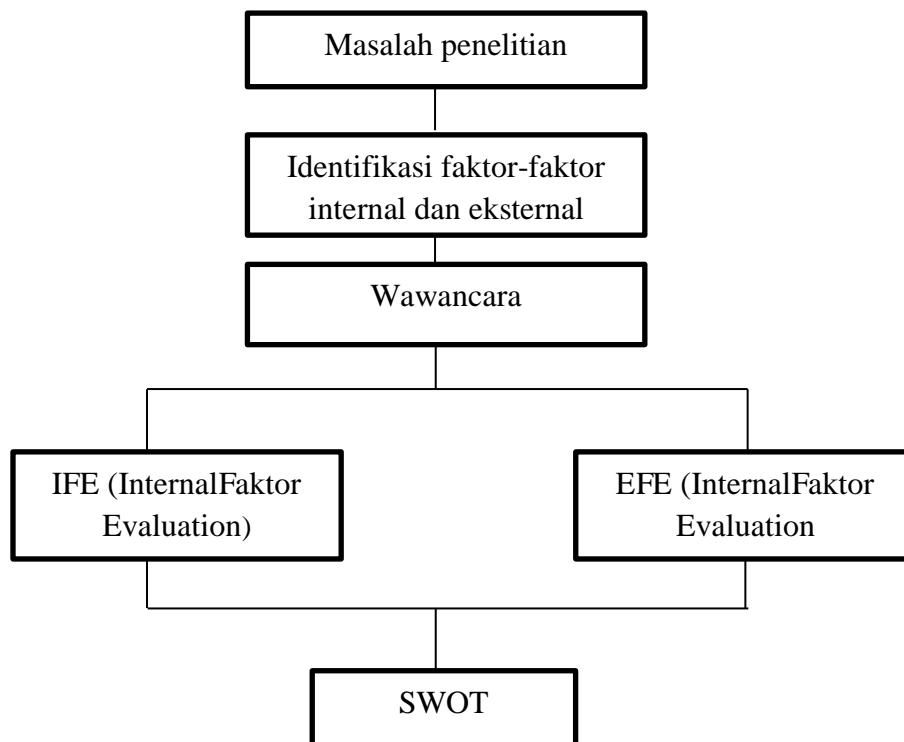 Masalah penelitian
Identifikasi faktor-faktor
internal dan eksternal
Wawancara
IFE (InternalFaktor
Evaluation)
EFE (InternalFaktor
Evaluation
SWOT